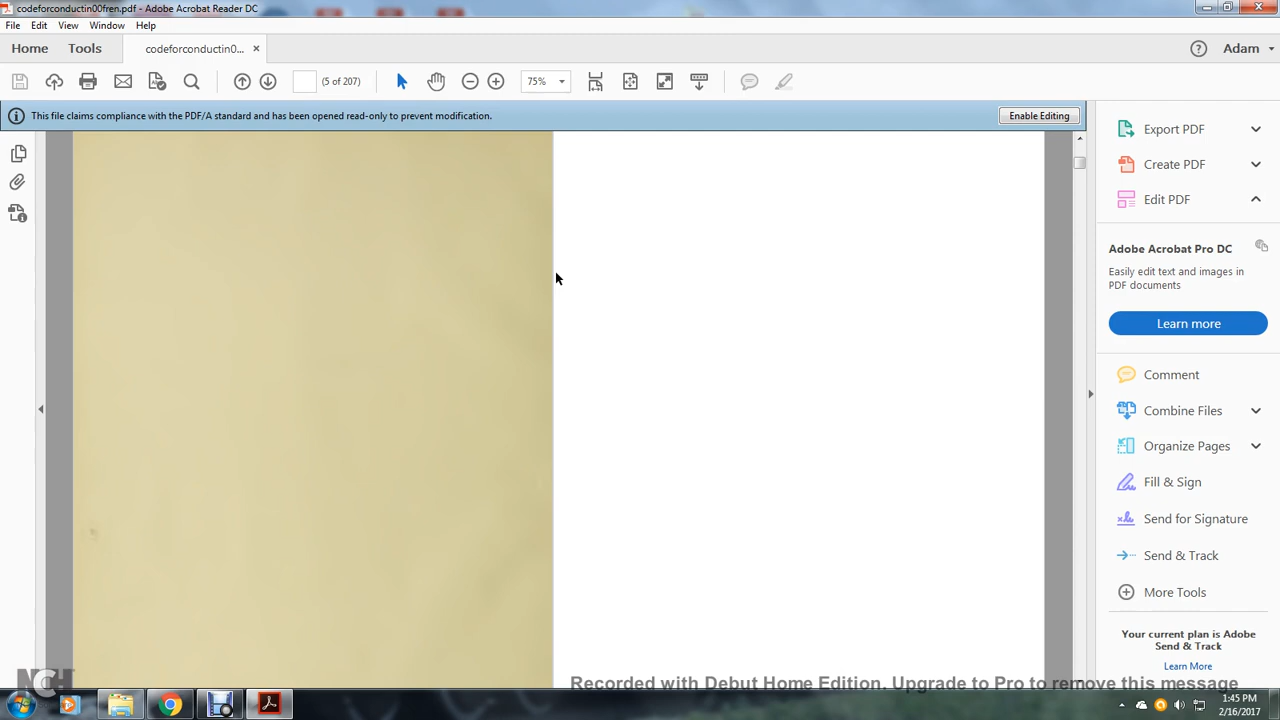 codeforconductin00fren.pdf - Adobe Acrobat Reader DC
File Edit View Window Help
Home Tools codeforconductin0... × Adam
(5 of 207) 75%
This file claims compliance with the PDF/A standard and has been opened read-only to prevent modification. Enable Editing
Export PDF
Create PDF
Edit PDF
Adobe Acrobat Pro DC
Easily edit text and images in
PDF documents
Learn more
Comment
Combine Files
Organize Pages
Fill & Sign
Send for Signature
Send & Track
More Tools
Your current plan is Adobe
Send & Track
Learn More
NCH
Recorded with Debut Home Edition. Upgrade to Pro to remove this message
1:45 PM
2/16/2017